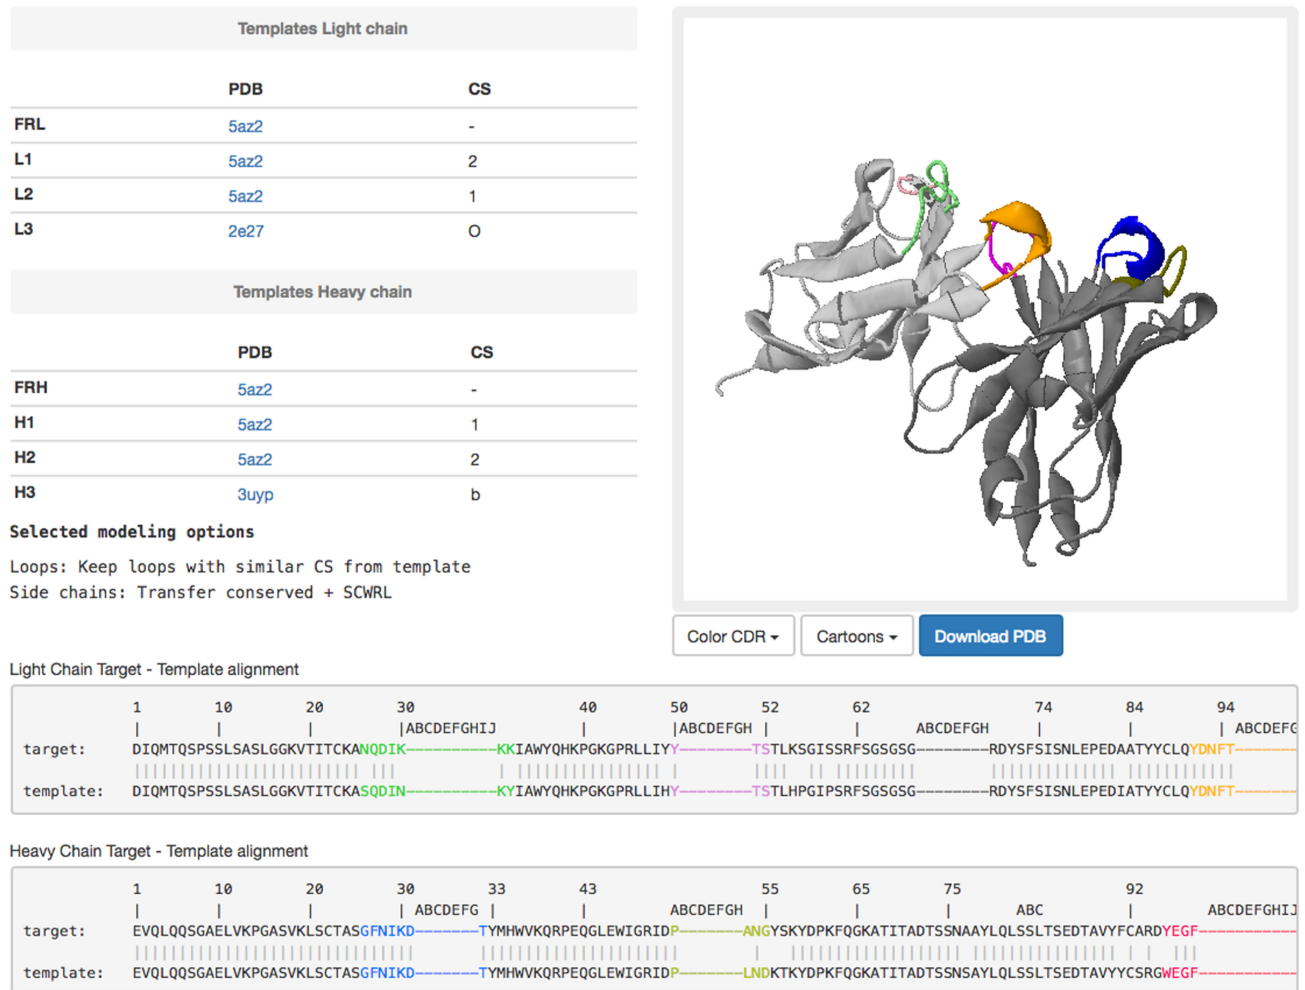 Templates Light chain
PDB CS
FRL 5az2 -
L1 5az2 2
L2 5az2 1
L3 2e27 O
Templates Heavy chain
PDB CS
FRH 5az2 -
H1 5az2 1
H2 5az2 2
H3 3uyp b
Selected modeling options
Loops: Keep loops with similar CS from template
Side chains: Transfer conserved + SCWRL
Color CDR Cartoons Download PDB
Light Chain Target - Template alignment
1 10 20 30 40 50 52 62 74 84 94
| | | |ABCDEFGHIJ | |ABCDEFGH | | ABCDEFGH | | | ABCDEFG
target: DIQMTQSPSSLSASLGGKVTITCKANQDIK----------KKIAWYQHKPGKGPRLLIYY--------TSTLKSGISSRFSGSGSG--------RDYSFSISNLEPEDAATYYCLQYDNFT-------
template: DIQMTQSPSSLSASLGGKVTITCKASQDIN----------KYIAWYQHKPGKGPRLLIHY--------TSTLHPGIPSRFSGSGSG--------RDYSFSISNLEPEDIATYYCLQYDNFT-------
Heavy Chain Target - Template alignment
1 10 20 30 33 43 55 65 75 92
| | | | ABCDEFG | | ABCDEFGH | | | ABC | ABCDEFGHIJ
target: EVQLQQSGAELVKPGASVKLSCTASGFNIKD-------TYMHWVKQRPEQGLEWIGRIDP--------ANGYSKYDPKFQGKATITADTSSNAAYLQLSSLTSEDTAVYFCARDYEGF-----------
template: EVQLQQSGAELVKPGASVKLSCTASGFNIKD-------TYMHWVKQRPEQGLEWIGRIDP--------LNDKTKYDPKFQGKATITADTSSNSAYLQLSSLTSEDTAVYYCSRGWEGF-----------